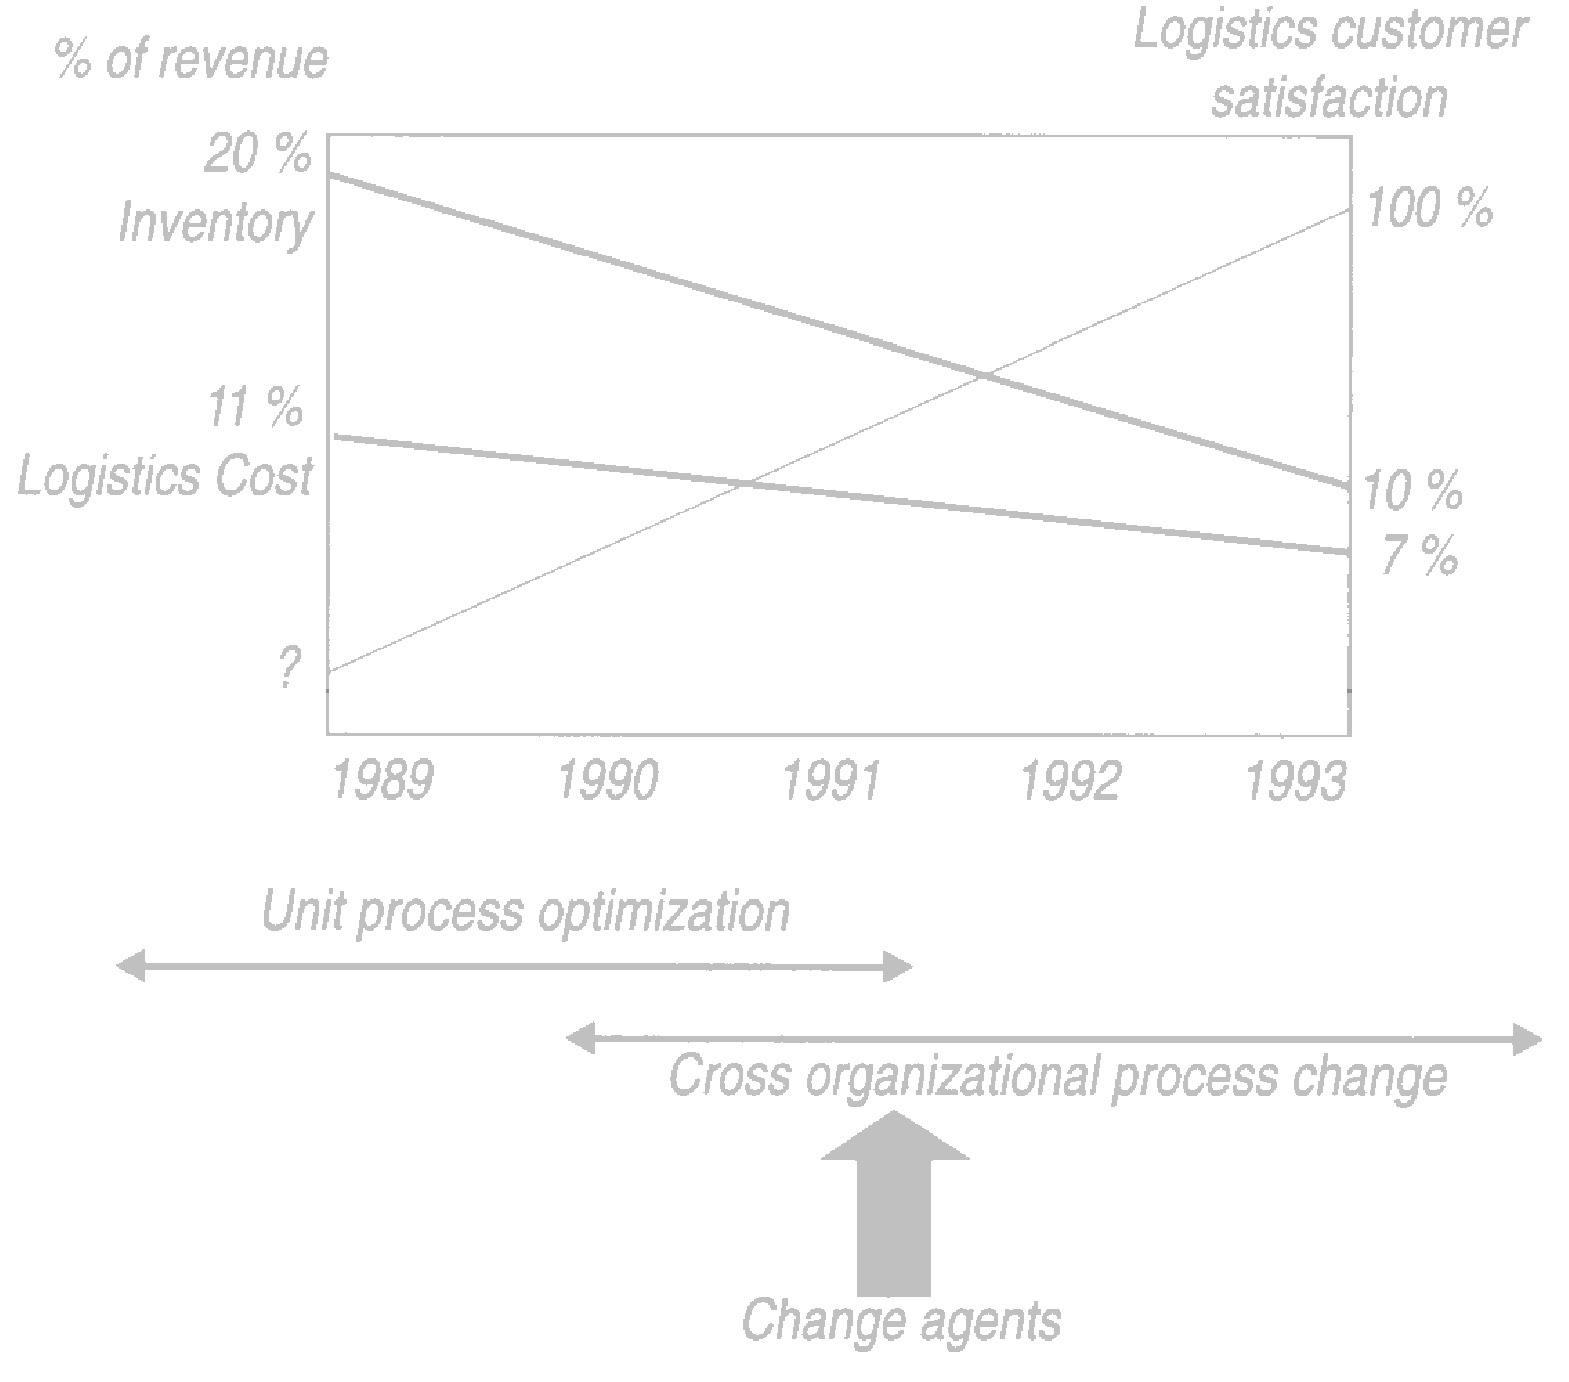 % of revenue
Logistics customer
satisfaction
20 %
Inventory
100 %
11 %
Logistics Cost
10 %
7 %
?
1989 1990 1991 1992 1993
Unit process optimization
Cross organizational process change
Change agents